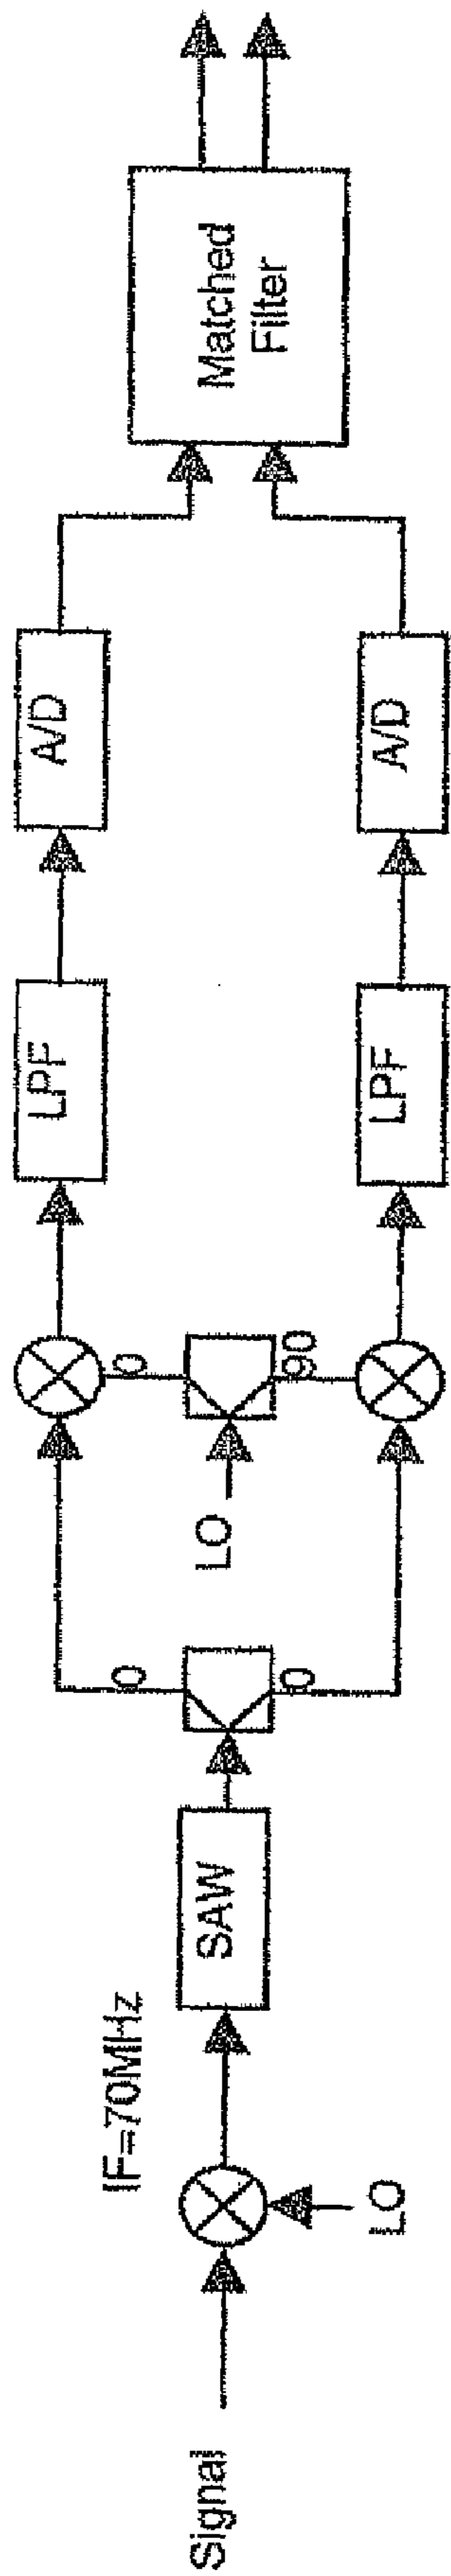 Signal
LO
IF=70MHz
SAW
0
0
LO
0
90
LPF
LPF
A/D
A/D
Matched
Filter